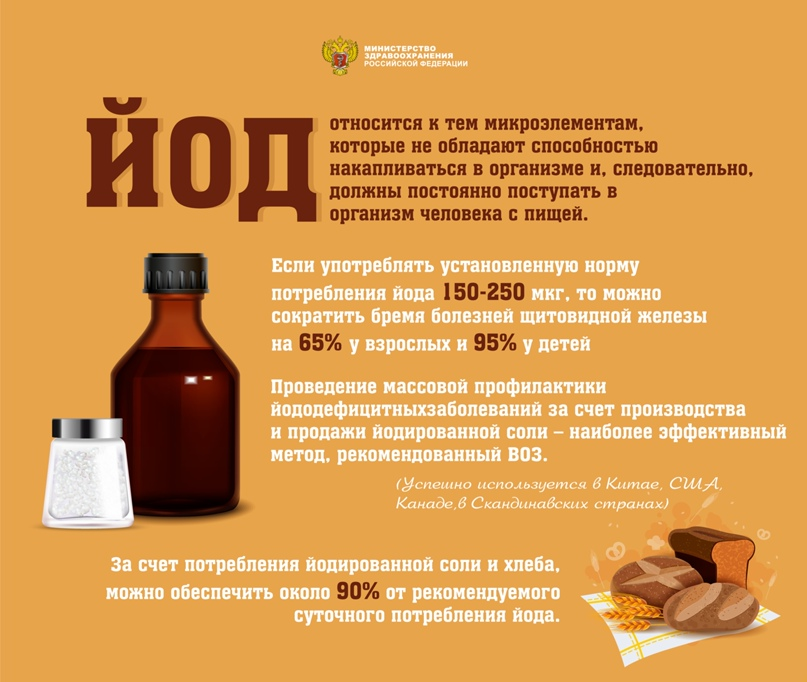 МИНИСТЕРСТВО
ЗДРАВООХРАНЕНИЯ
РОССИЙСКОЙ ФЕДЕРАЦИИ
ЙОД
относится к тем микроэлементам,
которые не обладают способностью
накапливаться в организме и, следовательно,
должны постоянно поступать в
организм человека с пищей.
Если употреблять установленную норму
потребления йода 150-250 мкг, то можно
сократить бремя болезней щитовидной железы
на 65% у взрослых и 95% у детей
Проведение массовой профилактики
йододефицитныхзаболеваний за счет производства
и продажи йодированной соли – наиболее эффективный
метод, рекомендованный ВОЗ.
(Успешно используется в Китае, США,
Канаде,в Скандинавских странах)
За счет потребления йодированной соли и хлеба,
можно обеспечить около 90% от рекомендуемого
суточного потребления йода.